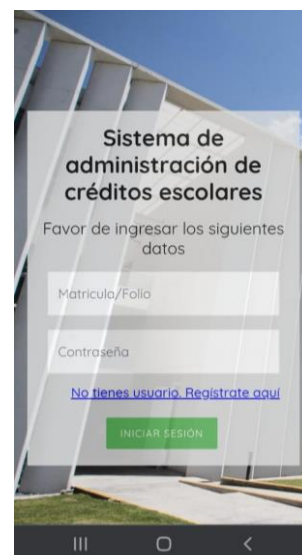 Sistema de
administración de
créditos escolares
Favor de ingresar los siguientes
datos
Matricula/Folio
Contraseña
No tienes usuario. Regístrate aquí
INICIAR SESIÓN